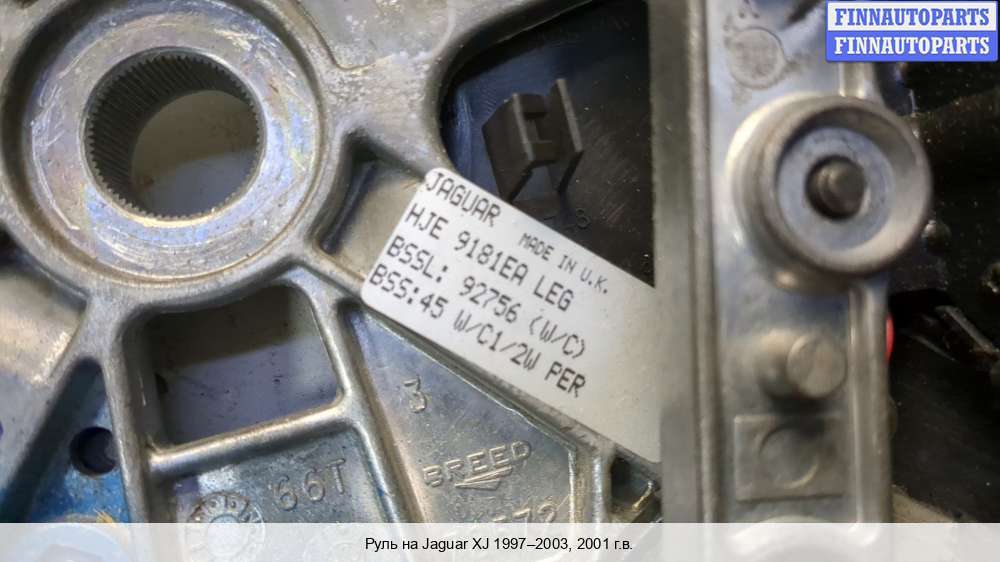 FINNAUTOPARTS
FINNAUTOPARTS
JAGUAR MADE IN U.K.
HJE 9181EA LEG
BSSL: 92756 (W/C)
BSS:45 W/C1/2W PER
3
BREED
66T
Руль на Jaguar XJ 1997–2003, 2001 г.в.